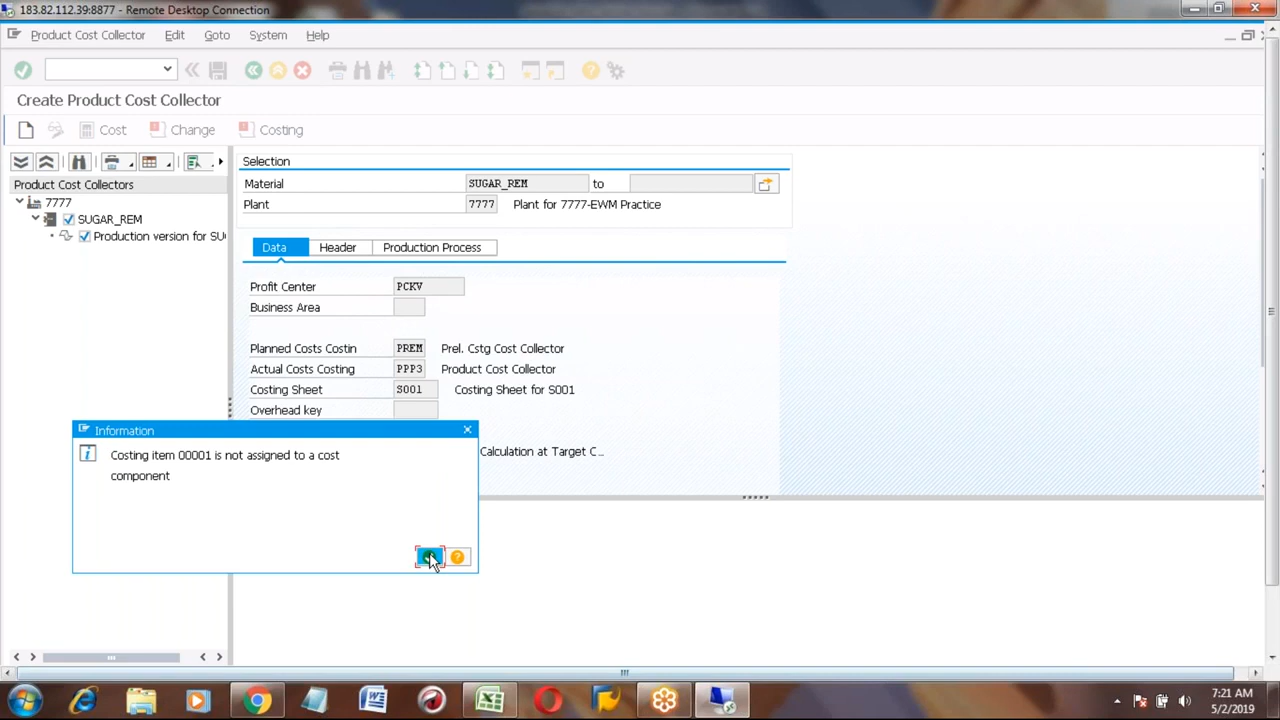 183.82.112.39:8877 - Remote Desktop Connection
Product Cost Collector Edit Goto System Help
Create Product Cost Collector
Cost Change Costing
Selection
Product Cost Collectors
Material SUGAR_REM to
7777
Plant 7777 Plant for 7777-EWM Practice
SUGAR_REM
Production version for SU
Data Header Production Process
Profit Center PCKV
Business Area
Planned Costs Costin PREM Prel. Cstg Cost Collector
Actual Costs Costing PPP3 Product Cost Collector
Costing Sheet S001 Costing Sheet for S001
Overhead key
Information
Calculation at Target C...
Costing item 00001 is not assigned to a cost
component
7:21 AM
5/2/2019